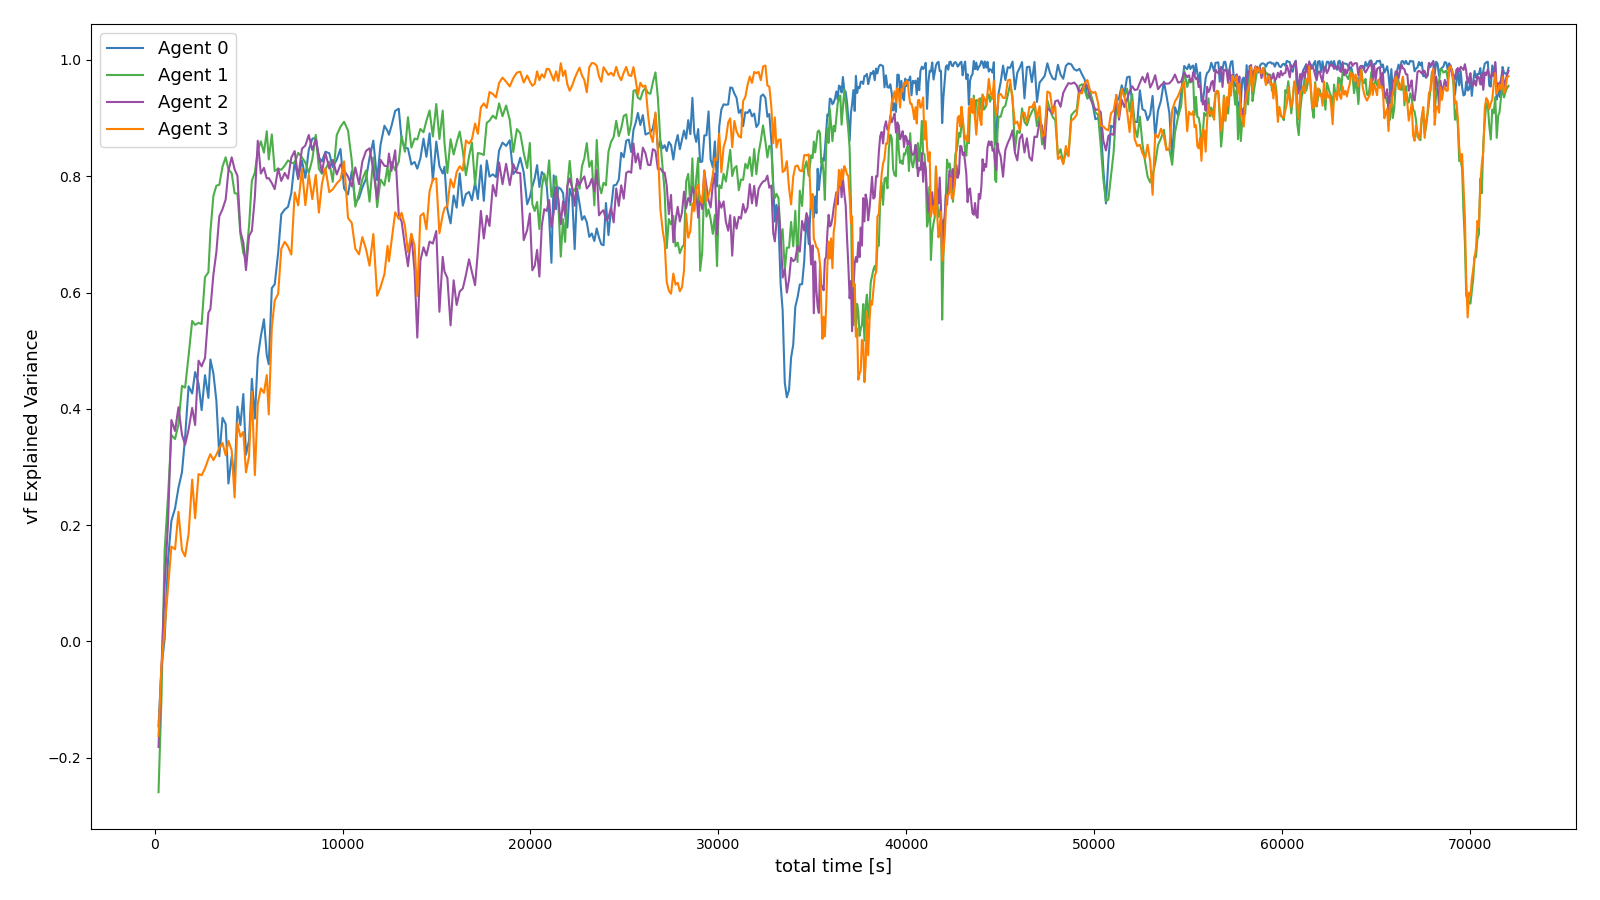 Agent 0
Agent 1
Agent 2
Agent 3
1.0
0.8
0.6
0.4
0.2
0.0
−0.2
vf Explained Variance
0 10000 20000 30000 40000 50000 60000 70000
total time [s]